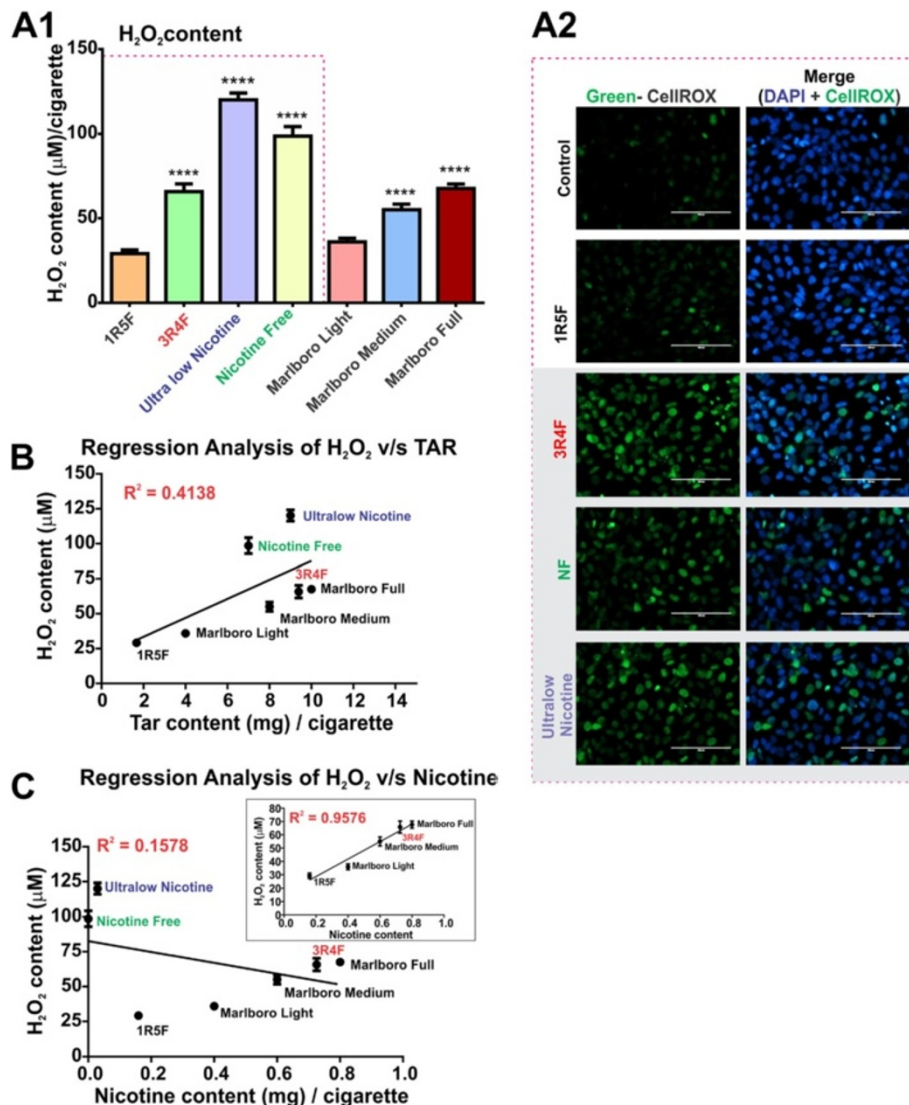 A1
H₂O₂content
H₂O₂ content (µM)/cigarette
150
100
50
0
****
****
****
****
****
1R5F
3R4F
Ultra low Nicotine
Nicotine Free
Marlboro Light
Marlboro Medium
Marlboro Full
A2
Green- CellROX
Merge
(DAPI + CellROX)
Control
1R5F
3R4F
NF
Ultralow
Nicotine
B
Regression Analysis of H₂O₂ v/s TAR
R² = 0.4138
H₂O₂ content (µM)
150
125
100
75
50
25
0
Ultralow Nicotine
Nicotine Free
3R4F
Marlboro Full
Marlboro Medium
Marlboro Light
1R5F
0 2 4 6 8 10 12 14
Tar content (mg) / cigarette
C
Regression Analysis of H₂O₂ v/s Nicotine
R² = 0.1578
H₂O₂ content (µM)
150
125
100
75
50
25
0
Ultralow Nicotine
Nicotine Free
3R4F
Marlboro Full
Marlboro Medium
Marlboro Light
1R5F
0.0 0.2 0.4 0.6 0.8 1.0
Nicotine content (mg) / cigarette
R² = 0.9576
H₂O₂ content (µM)
80
70
60
50
40
30
20
10
0
Marlboro Full
3R4F
Marlboro Medium
Marlboro Light
1R5F
0.0 0.2 0.4 0.6 0.8 1.0
Nicotine content